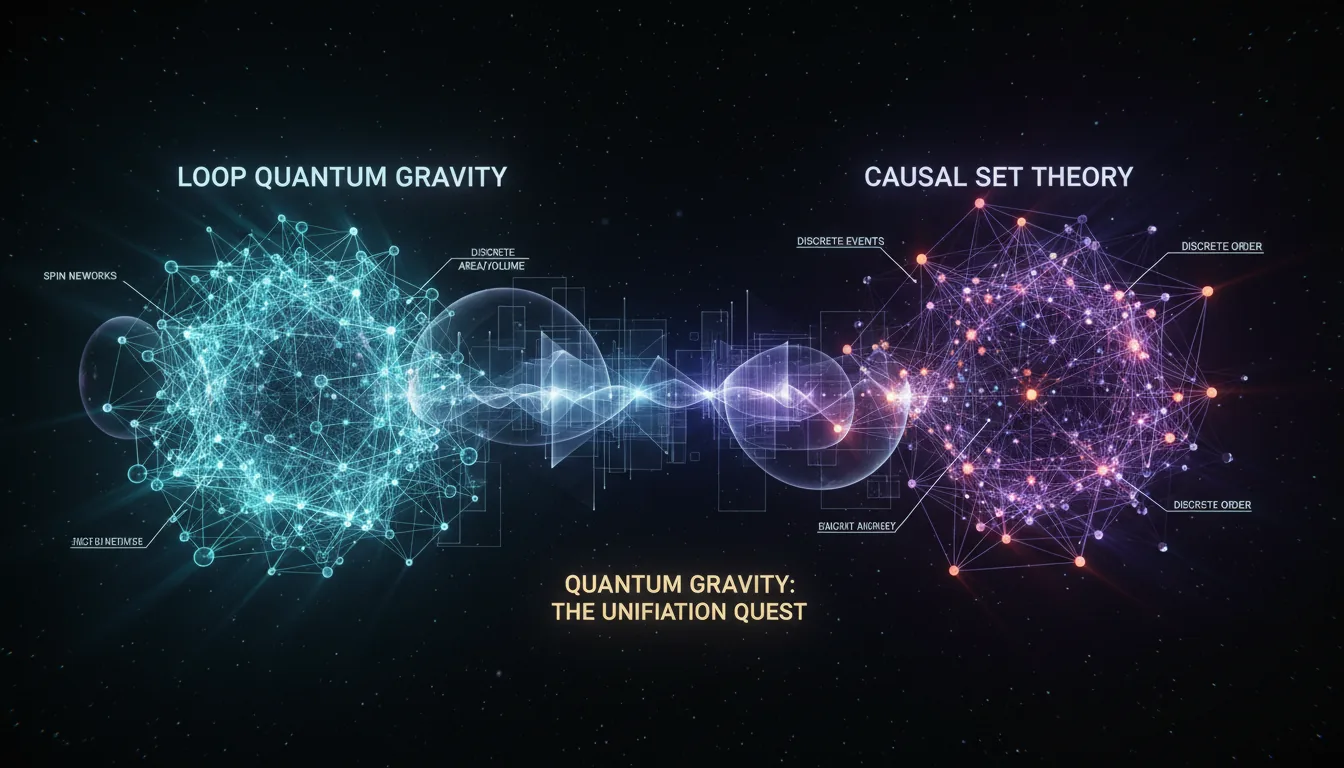 LOOP QUANTUM GRAVITY
CAUSAL SET THEORY
SPIN NEWORKS
DISCRETE
AREA/VOLUME
DISCRETE EVENTS
DISCRETE ORDER
DISCRETE
QUANTUM GRAVITY:
THE UNIFIATION QUEST